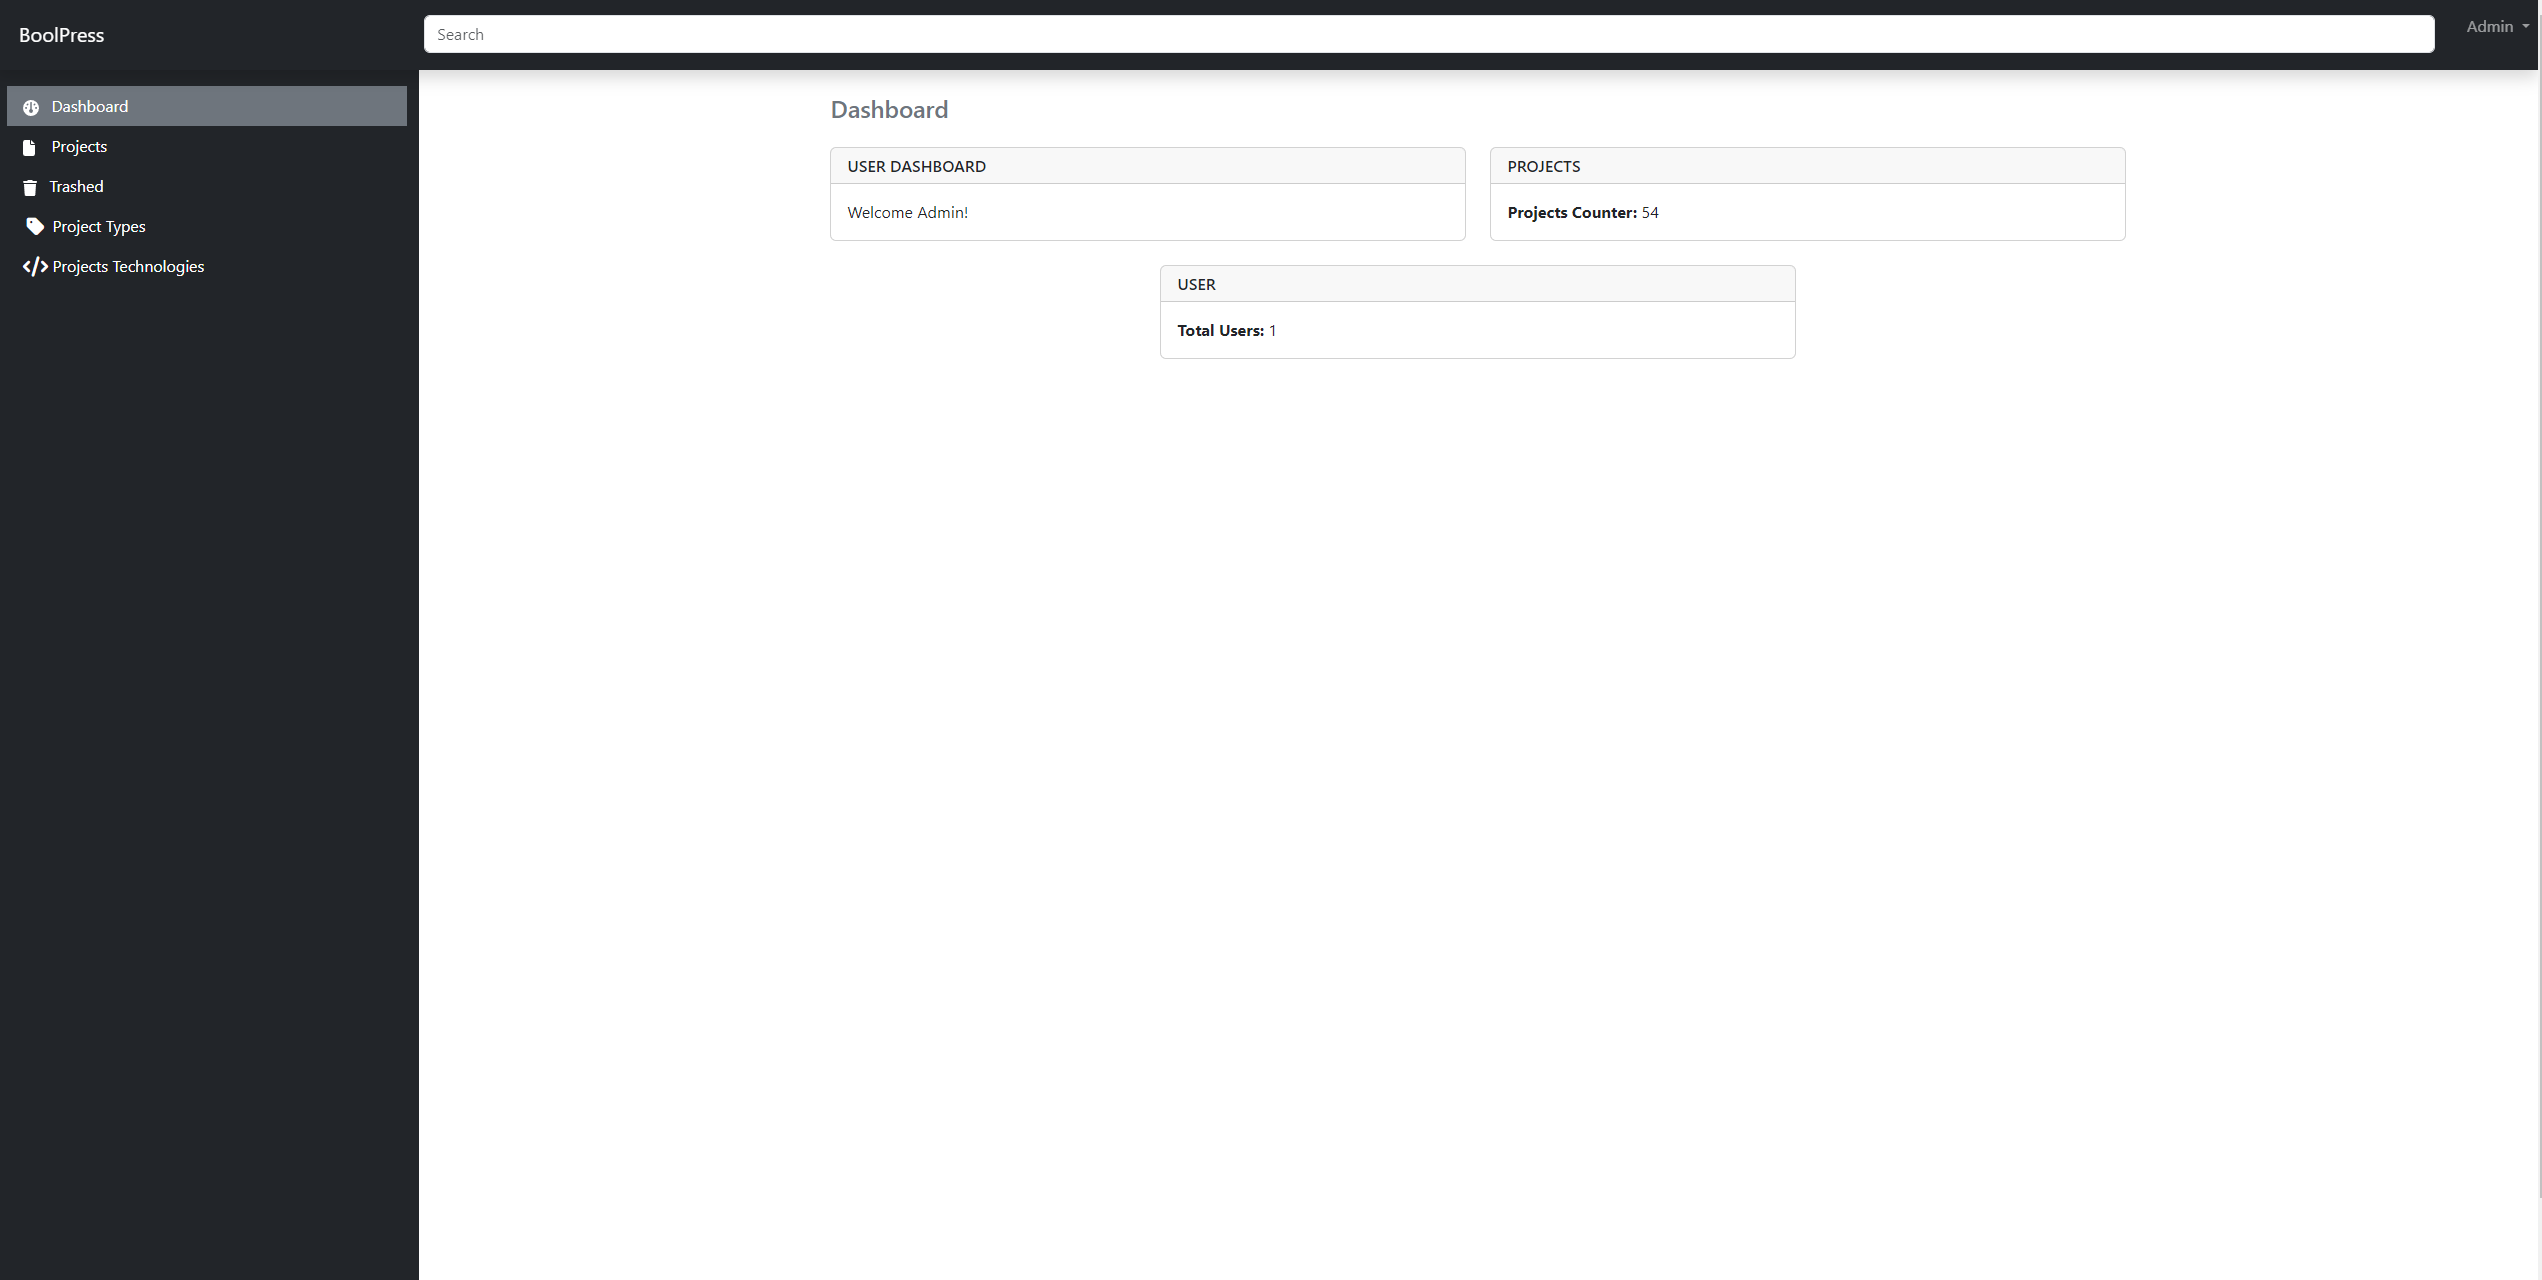 BoolPress
Search
Admin
Dashboard
Projects
Trashed
Project Types
Projects Technologies
Dashboard
USER DASHBOARD
Welcome Admin!
PROJECTS
Projects Counter: 54
USER
Total Users: 1